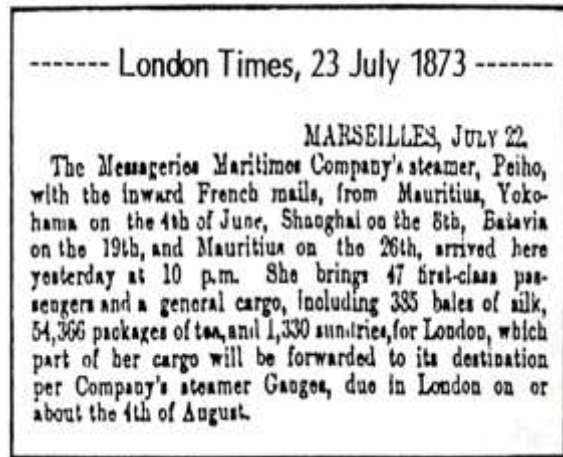 ------- London Times, 23 July 1873 -------
MARSEILLES, JULY 22.
The Messageries Maritimes Company's steamer, Peiho,
with the inward French mails, from Mauritius, Yoko-
hama on the 4th of June, Shanghai on the 8th, Batavia
on the 19th, and Mauritius on the 26th, arrived here
yesterday at 10 p.m. She brings 47 first-class pas-
sengers and a general cargo, including 385 bales of silk,
54,366 packages of tea, and 1,330 sundries, for London, which
part of her cargo will be forwarded to its destination
per Company's steamer Ganges, due in London on or
about the 4th of August.